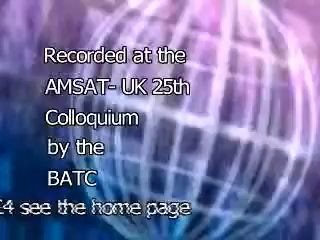 Recorded at the
AMSAT- UK 25th
Colloquium
by the
BATC
see the home page